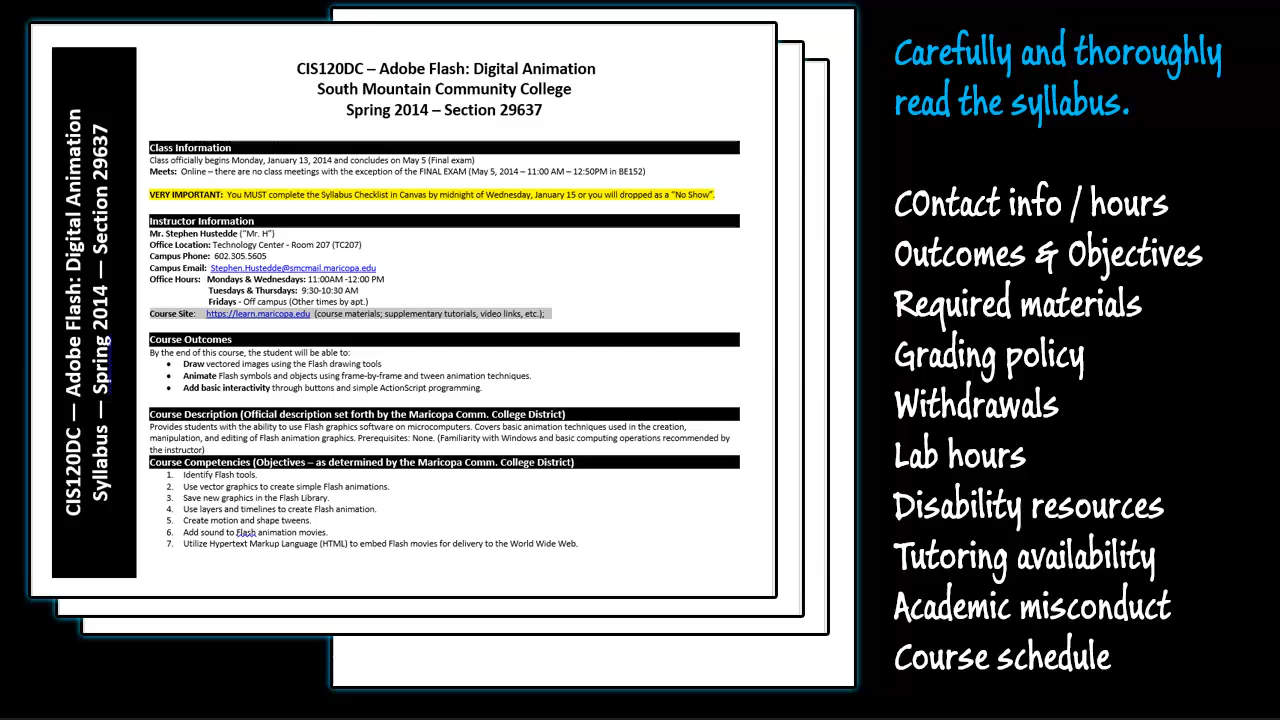 CIS120DC — Adobe Flash: Digital Animation
Syllabus — Spring 2014 — Section 29637
CIS120DC – Adobe Flash: Digital Animation
South Mountain Community College
Spring 2014 – Section 29637
Class Information
Class officially begins Monday, January 13, 2014 and concludes on May 5 (Final exam)
Meets: Online – there are no class meetings with the exception of the FINAL EXAM (May 5, 2014 – 11:00 AM – 12:50PM in BE152)
VERY IMPORTANT: You MUST complete the Syllabus Checklist in Canvas by midnight of Wednesday, January 15 or you will dropped as a "No Show".
Instructor Information
Mr. Stephen Hustedde ("Mr. H")
Office Location: Technology Center - Room 207 (TC207)
Campus Phone: 602.305.5605
Campus Email: Stephen.Hustedde@smcmail.maricopa.edu
Office Hours: Mondays & Wednesdays: 11:00AM -12:00 PM
Tuesdays & Thursdays: 9:30-10:30 AM
Fridays - Off campus (Other times by apt.)
Course Site: https://learn.maricopa.edu (course materials; supplementary tutorials, video links, etc.);
Course Outcomes
By the end of this course, the student will be able to:
• Draw vectored images using the Flash drawing tools
• Animate Flash symbols and objects using frame-by-frame and tween animation techniques.
• Add basic interactivity through buttons and simple ActionScript programming.
Course Description (Official description set forth by the Maricopa Comm. College District)
Provides students with the ability to use Flash graphics software on microcomputers. Covers basic animation techniques used in the creation,
manipulation, and editing of Flash animation graphics. Prerequisites: None. (Familiarity with Windows and basic computing operations recommended by
the instructor)
Course Competencies (Objectives – as determined by the Maricopa Comm. College District)
1. Identify Flash tools.
2. Use vector graphics to create simple Flash animations.
3. Save new graphics in the Flash Library.
4. Use layers and timelines to create Flash animation.
5. Create motion and shape tweens.
6. Add sound to Flash animation movies.
7. Utilize Hypertext Markup Language (HTML) to embed Flash movies for delivery to the World Wide Web.
Carefully and thoroughly
read the syllabus.
COntact info / hours
Outcomes & Objectives
Required materials
Grading policy
Withdrawals
Lab hours
Disability resources
Tutoring availability
Academic misconduct
Course schedule